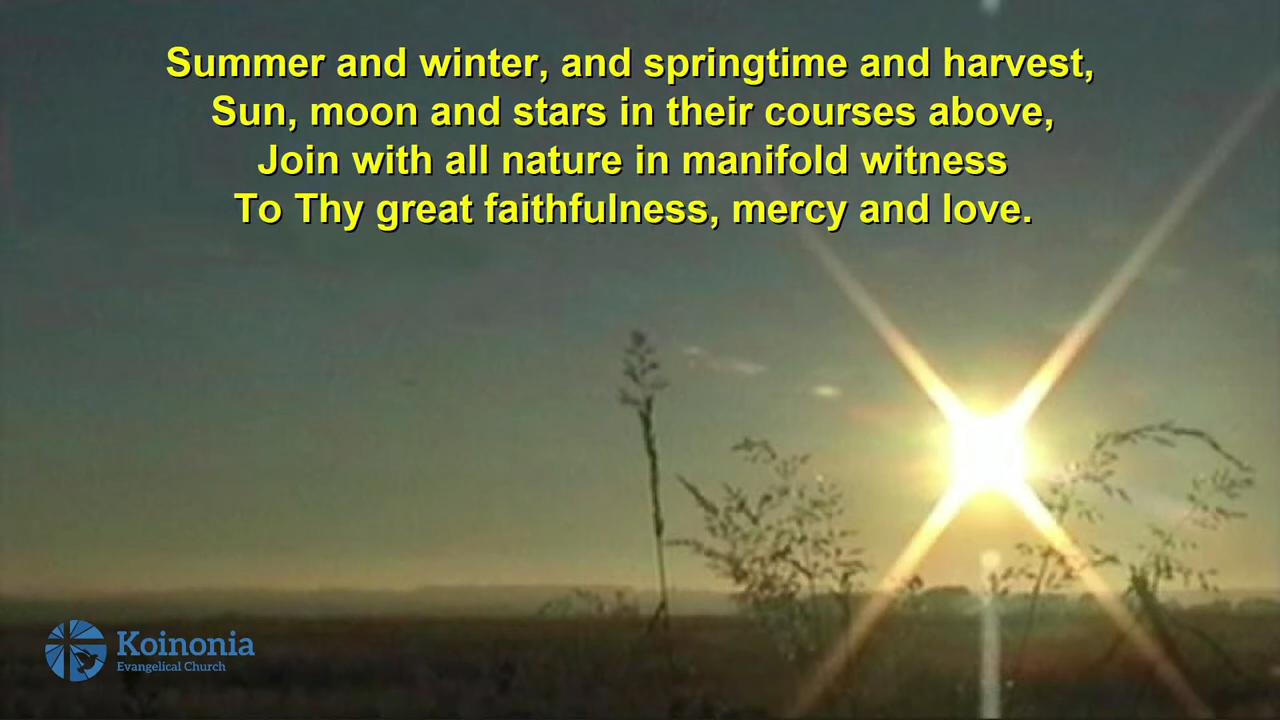 Summer and winter, and springtime and harvest,
Sun, moon and stars in their courses above,
Join with all nature in manifold witness
To Thy great faithfulness, mercy and love.
Koinonia
Evangelical Church